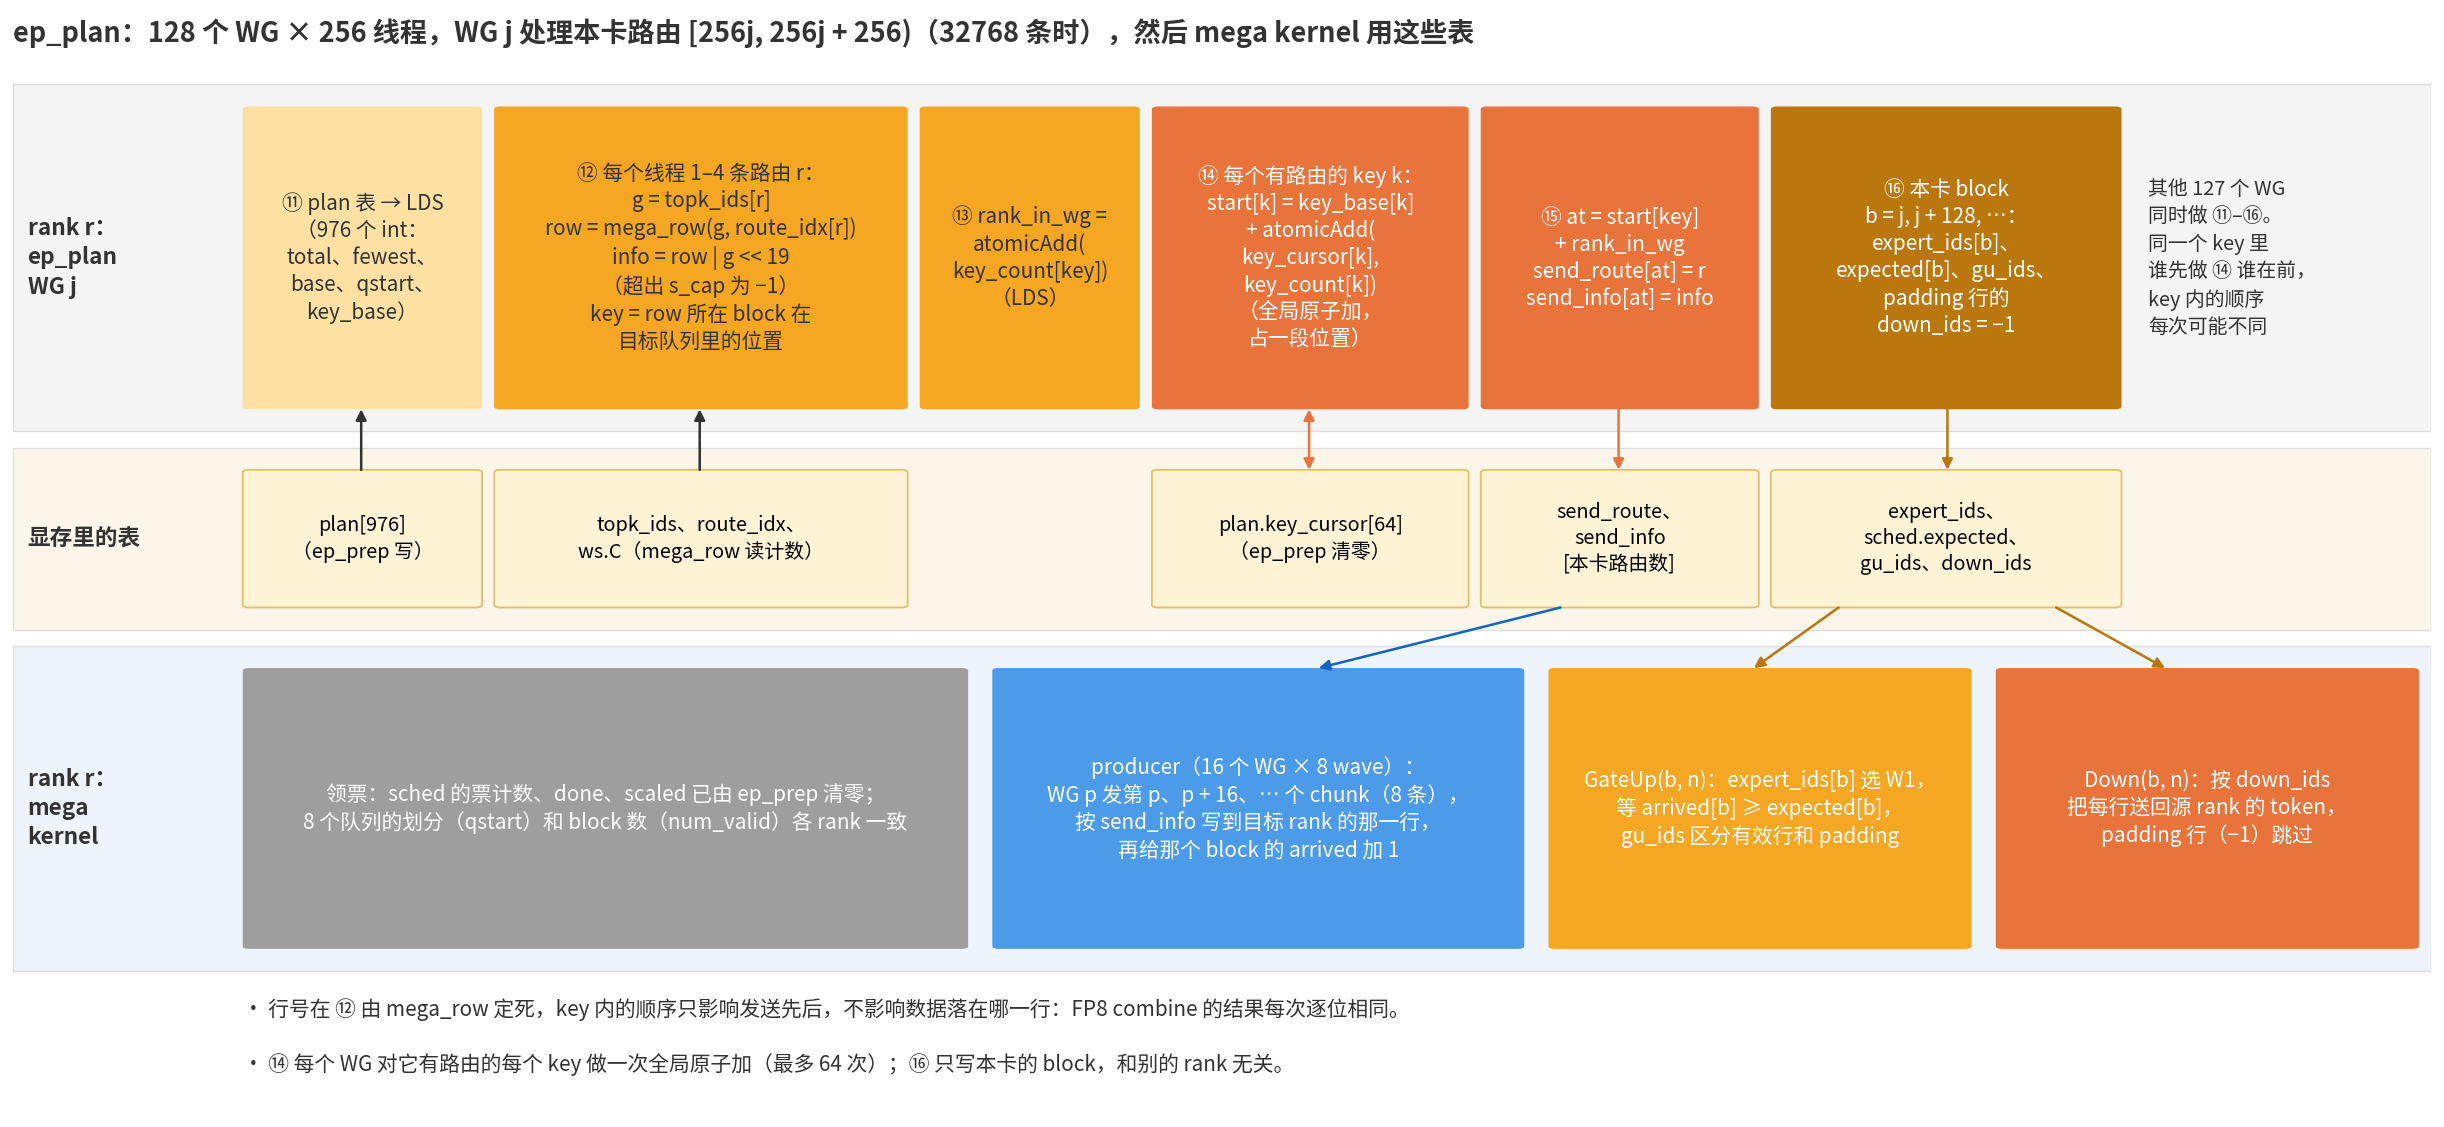 ep_plan：128 个 WG × 256 线程，WG j 处理本卡路由 [256j, 256j + 256)（32768 条时），然后 mega kernel 用这些表
rank r：
ep_plan
WG j
⑪ plan 表 → LDS
（976 个 int：
total、fewest、
base、qstart、
key_base）
⑫ 每个线程 1–4 条路由 r：
g = topk_ids[r]
row = mega_row(g, route_idx[r])
info = row | g << 19
（超出 s_cap 为 −1）
key = row 所在 block 在
目标队列里的位置
⑬ rank_in_wg =
atomicAdd(
key_count[key])
（LDS）
⑭ 每个有路由的 key k：
start[k] = key_base[k]
+ atomicAdd(
key_cursor[k],
key_count[k])
（全局原子加，
占一段位置）
⑮ at = start[key]
+ rank_in_wg
send_route[at] = r
send_info[at] = info
⑯ 本卡 block
b = j, j + 128, …：
expert_ids[b]、
expected[b]、gu_ids、
padding 行的
down_ids = −1
其他 127 个 WG
同时做 ⑪–⑯。
同一个 key 里
谁先做 ⑭ 谁在前，
key 内的顺序
每次可能不同
显存里的表
plan[976]
（ep_prep 写）
topk_ids、route_idx、
ws.C（mega_row 读计数）
plan.key_cursor[64]
（ep_prep 清零）
send_route、
send_info
[本卡路由数]
expert_ids、
sched.expected、
gu_ids、down_ids
rank r：
mega
kernel
领票：sched 的票计数、done、scaled 已由 ep_prep 清零；
8 个队列的划分（qstart）和 block 数（num_valid）各 rank 一致
producer（16 个 WG × 8 wave）：
WG p 发第 p、p + 16、⋯ 个 chunk（8 条），
按 send_info 写到目标 rank 的那一行，
再给那个 block 的 arrived 加 1
GateUp(b, n)：expert_ids[b] 选 W1，
等 arrived[b] ≥ expected[b]，
gu_ids 区分有效行和 padding
Down(b, n)：按 down_ids
把每行送回源 rank 的 token，
padding 行（−1）跳过
• 行号在 ⑫ 由 mega_row 定死，key 内的顺序只影响发送先后，不影响数据落在哪一行：FP8 combine 的结果每次逐位相同。
• ⑭ 每个 WG 对它有路由的每个 key 做一次全局原子加（最多 64 次）；⑯ 只写本卡的 block，和别的 rank 无关。